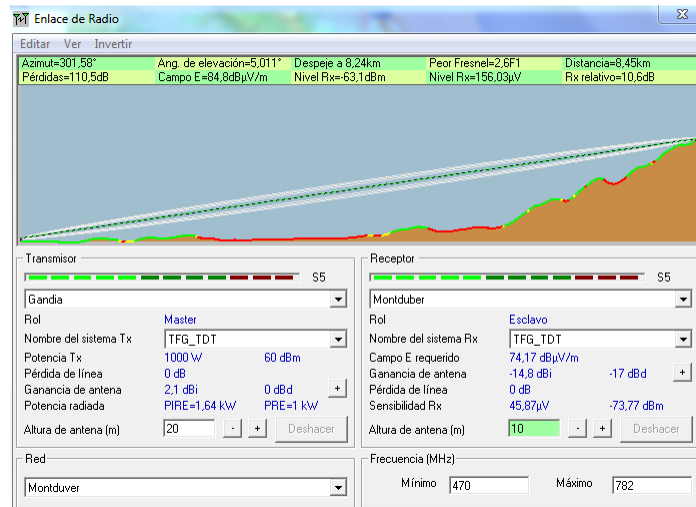 Enlace de Radio
Editar Ver Invertir
Azimut=301,58° Ang. de elevación=5,011° Despeje a 8,24km Peor Fresnel=2,6F1 Distancia=8,45km
Pérdidas=110,5dB Campo E=84,8dBµV/m Nivel Rx=-63,1dBm Nivel Rx=156,03µV Rx relativo=10,6dB
Transmisor
S5
Gandia
Rol Master
Nombre del sistema Tx TFG_TDT
Potencia Tx 1000 W 60 dBm
Pérdida de línea 0 dB
Ganancia de antena 2,1 dBi 0 dBd +
Potencia radiada PIRE=1,64 kW PRE=1 kW
Altura de antena (m) 20 - + Deshacer
Receptor
S5
Montduber
Rol Esclavo
Nombre del sistema Rx TFG_TDT
Campo E requerido 74,17 dBµV/m
Ganancia de antena -14,8 dBi -17 dBd +
Pérdida de línea 0 dB
Sensibilidad Rx 45,87µV -73,77 dBm
Altura de antena (m) 10 - + Deshacer
Red
Montduver
Frecuencia (MHz)
Mínimo 470 Máximo 782